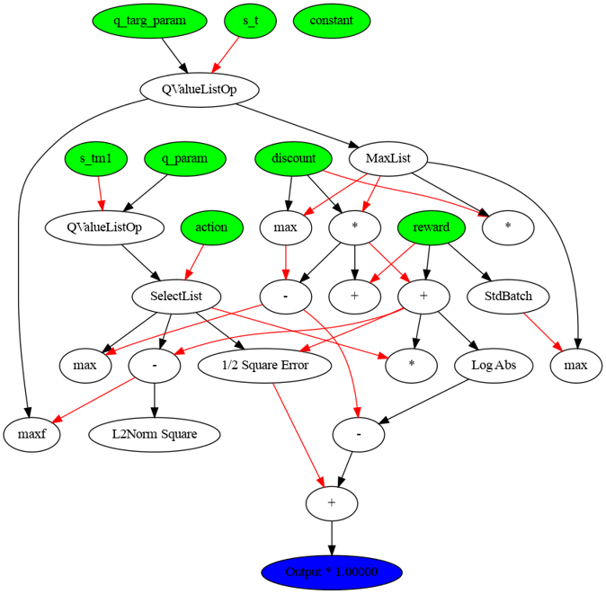 q_targ_param
s_t
constant
QValueListOp
s_tm1
q_param
discount
MaxList
QValueListOp
action
max
*
reward
*
SelectList
-
+
+
StdBatch
max
-
1/2 Square Error
*
Log Abs
max
maxf
L2Norm Square
-
+
Output * 1.00000